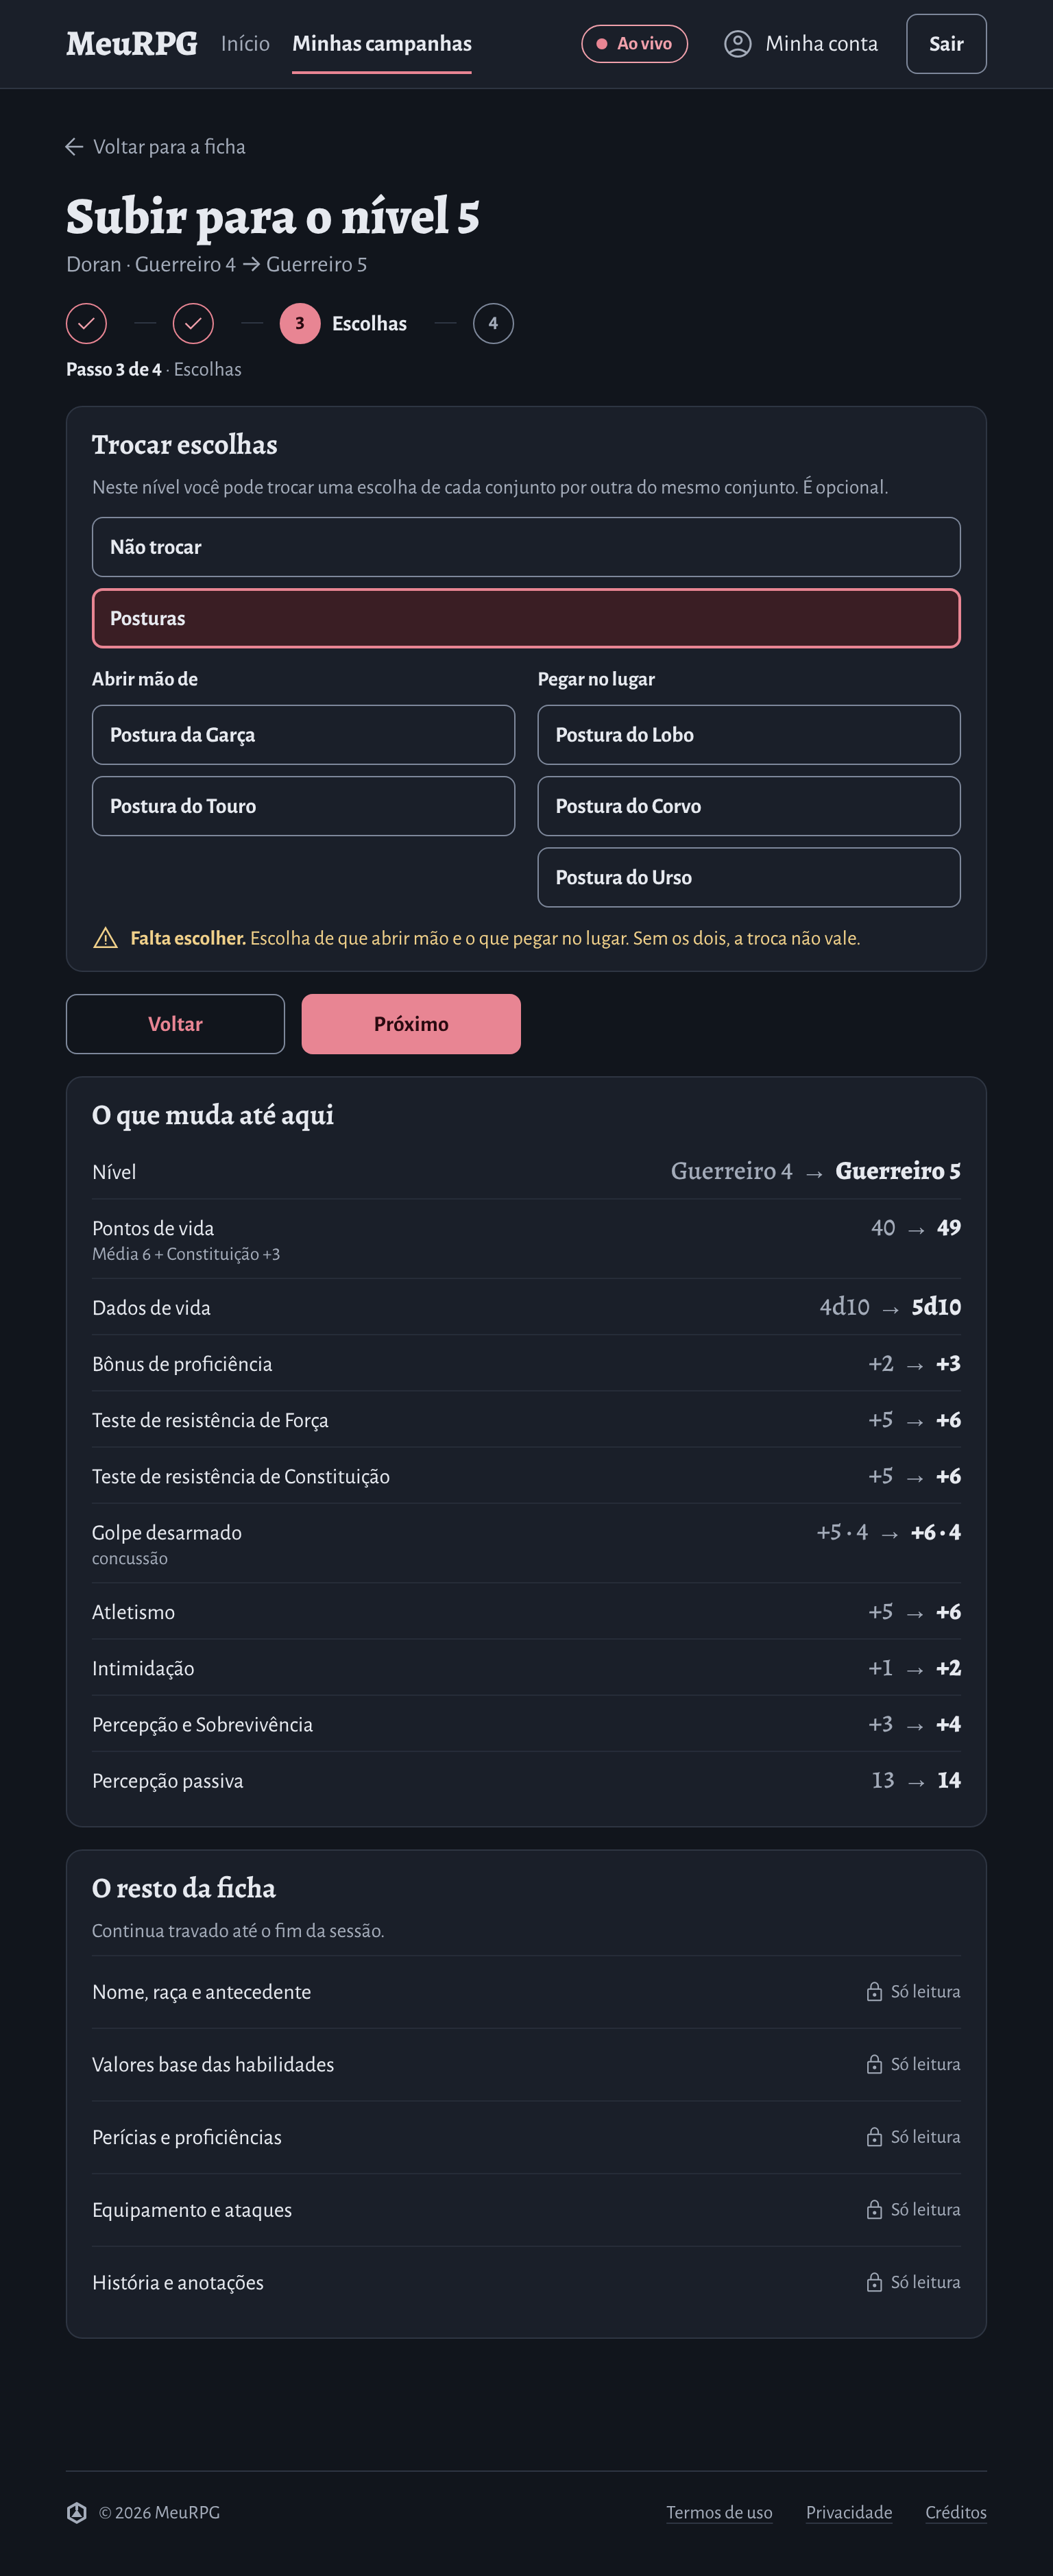 MeuRPG Início Minhas campanhas Ao vivo Minha conta Sair
Voltar para a ficha
Subir para o nível 5
Doran · Guerreiro 4 → Guerreiro 5
3 Escolhas 4
Passo 3 de 4 · Escolhas
Trocar escolhas
Neste nível você pode trocar uma escolha de cada conjunto por outra do mesmo conjunto. É opcional.
Não trocar
Posturas
Abrir mão de Pegar no lugar
Postura da Garça Postura do Lobo
Postura do Touro Postura do Corvo
Postura do Urso
Falta escolher. Escolha de que abrir mão e o que pegar no lugar. Sem os dois, a troca não vale.
Voltar Próximo
O que muda até aqui
Nível Guerreiro 4 → Guerreiro 5
Pontos de vida 40 → 49
Média 6 + Constituição +3
Dados de vida 4d10 → 5d10
Bônus de proficiência +2 → +3
Teste de resistência de Força +5 → +6
Teste de resistência de Constituição +5 → +6
Golpe desarmado +5 · 4 → +6 · 4
concussão
Atletismo +5 → +6
Intimidação +1 → +2
Percepção e Sobrevivência +3 → +4
Percepção passiva 13 → 14
O resto da ficha
Continua travado até o fim da sessão.
Nome, raça e antecedente Só leitura
Valores base das habilidades Só leitura
Perícias e proficiências Só leitura
Equipamento e ataques Só leitura
História e anotações Só leitura
© 2026 MeuRPG Termos de uso Privacidade Créditos